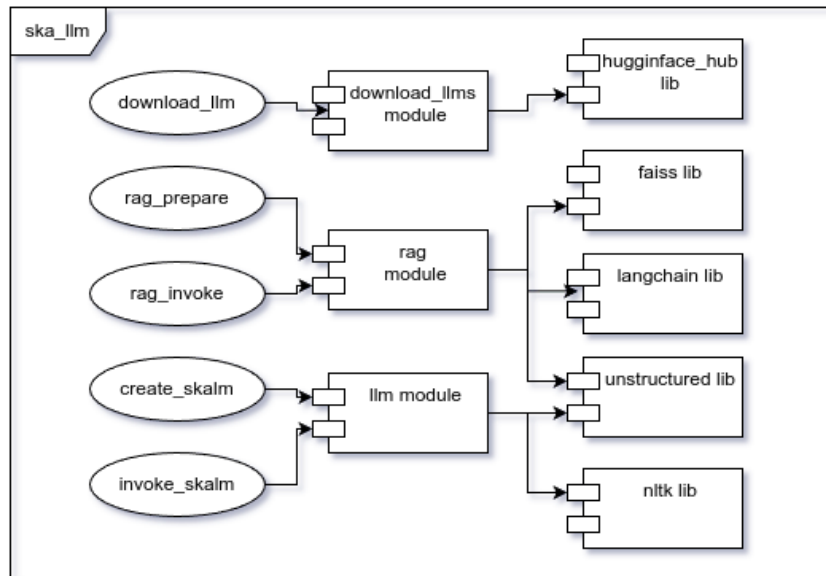 ska_llm
download_llm
download_llms
module
hugginface_hub
lib
rag_prepare
faiss lib
rag
module
rag_invoke
langchain lib
create_skalm
llm module
unstructured lib
invoke_skalm
nltk lib